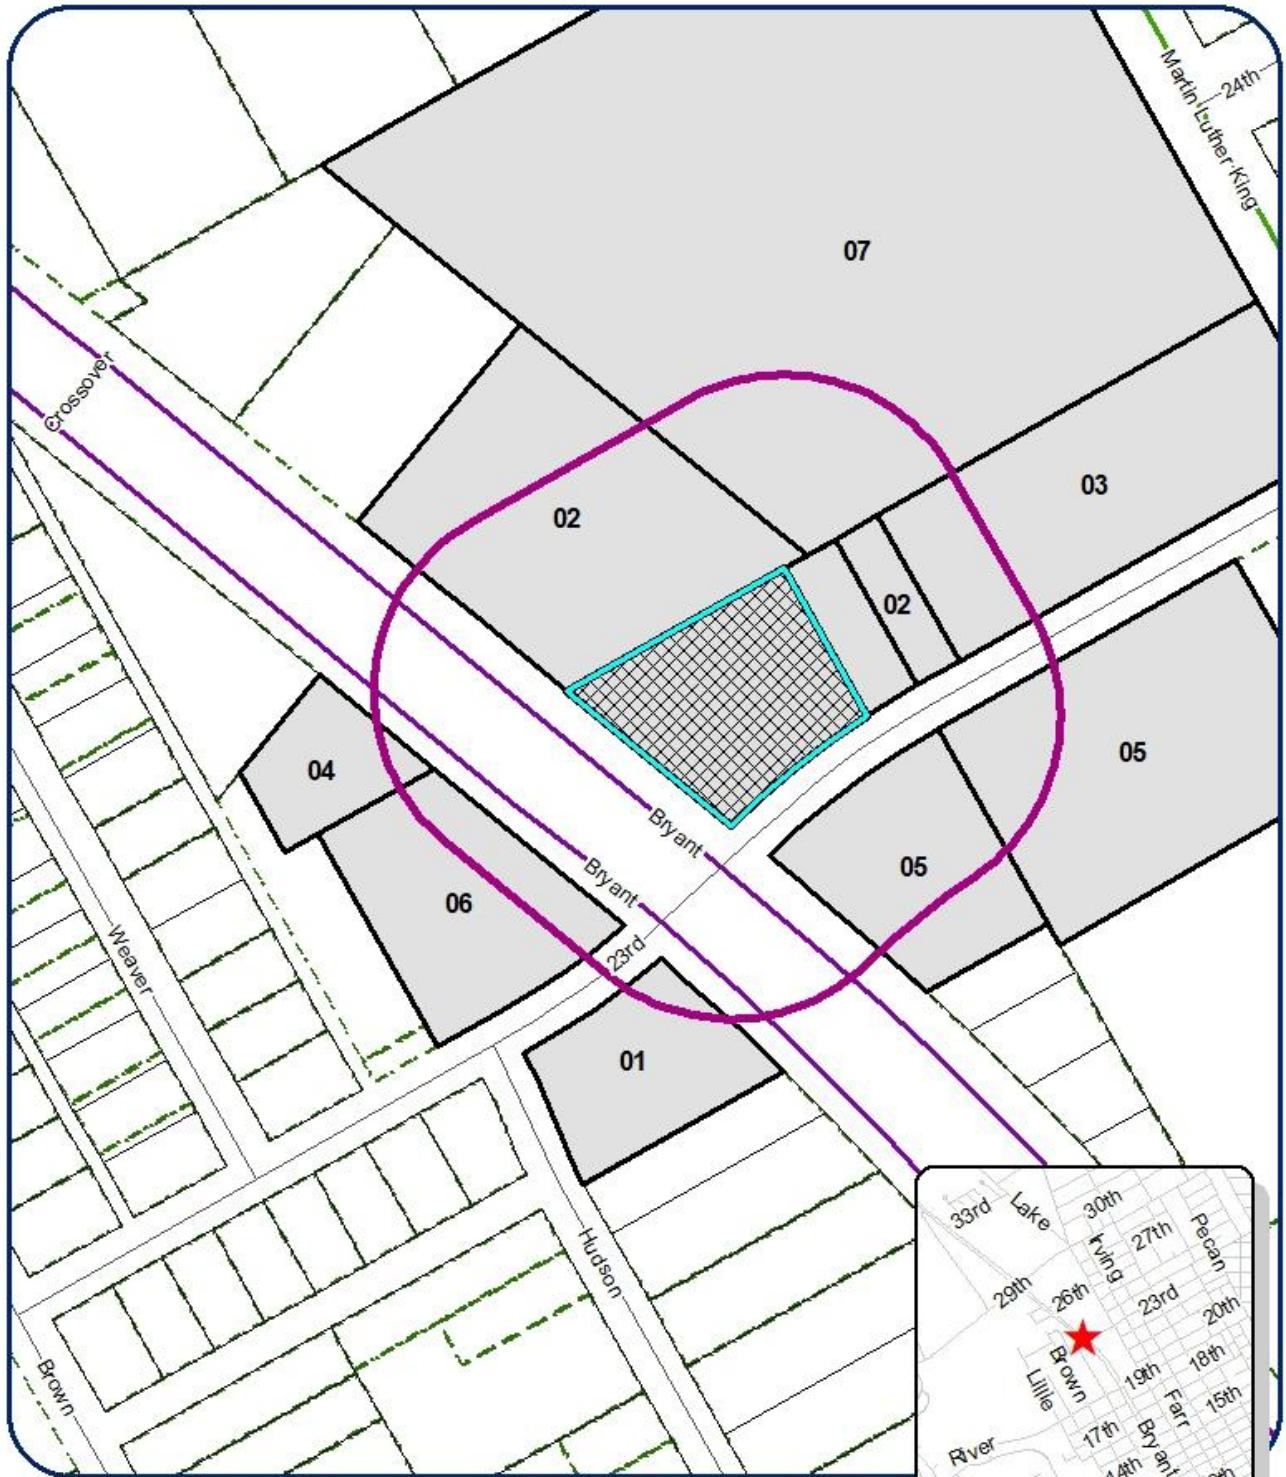 Martin Luther King
24th
07
Crossover
03
02
02
04
05
Bryant
05
Bryant
06
Weaver
23rd
01
Hudson
Brown
33rd
Lake
30th
Irving
27th
Pecan
29th
26th
23rd
20th
Brown
Lillie
19th
18th
15th
Farr
17th
Bryant
River
14th